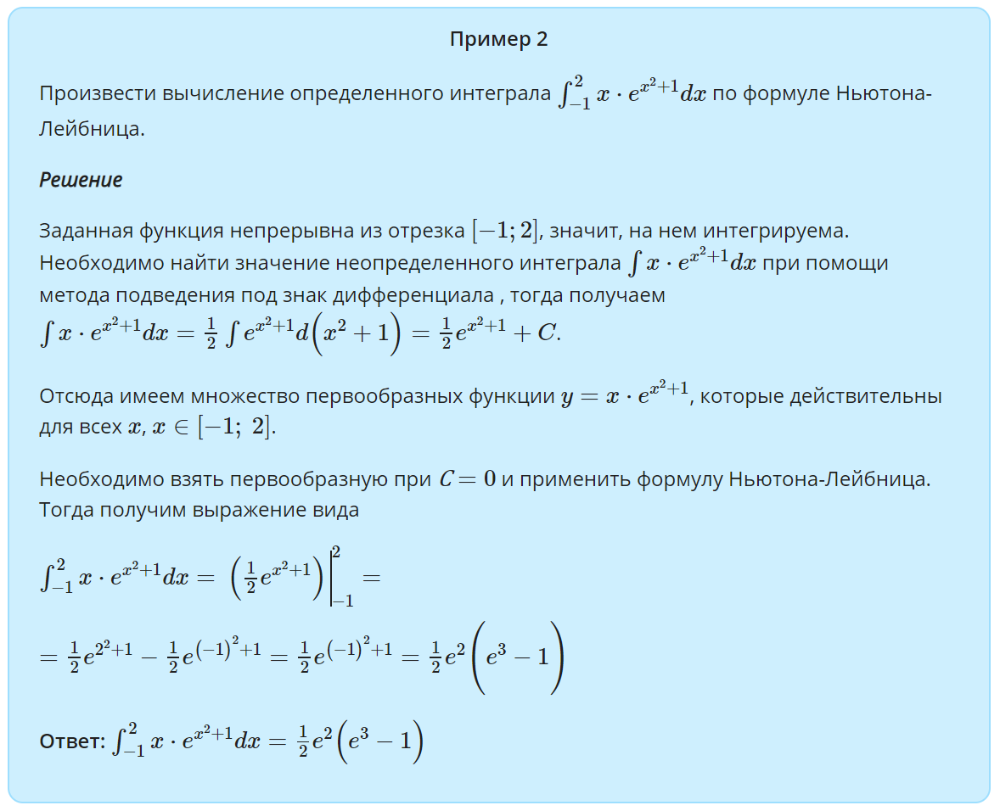 Пример 2
Произвести вычисление определенного интеграла $\int_{-1}^{2} x \cdot e^{x^2+1} dx$ по формуле Ньютона-
Лейбница.
Решение
Заданная функция непрерывна из отрезка $[-1; 2]$, значит, на нем интегрируема.
Необходимо найти значение неопределенного интеграла $\int x \cdot e^{x^2+1} dx$ при помощи
метода подведения под знак дифференциала , тогда получаем
$\int x \cdot e^{x^2+1} dx = \frac{1}{2} \int e^{x^2+1} d\left(x^2 + 1\right) = \frac{1}{2} e^{x^2+1} + C$.
Отсюда имеем множество первообразных функции $y = x \cdot e^{x^2+1}$, которые действительны
для всех $x$, $x \in [-1;\ 2]$.
Необходимо взять первообразную при $C = 0$ и применить формулу Ньютона-Лейбница.
Тогда получим выражение вида
$\int_{-1}^{2} x \cdot e^{x^2+1} dx = \left(\frac{1}{2} e^{x^2+1}\right)\Big|_{-1}^{2} =$
$= \frac{1}{2} e^{2^2+1} - \frac{1}{2} e^{(-1)^2+1} = \frac{1}{2} e^{(-1)^2+1} = \frac{1}{2} e^2 \left(e^3 - 1\right)$
Ответ: $\int_{-1}^{2} x \cdot e^{x^2+1} dx = \frac{1}{2} e^2 \left(e^3 - 1\right)$